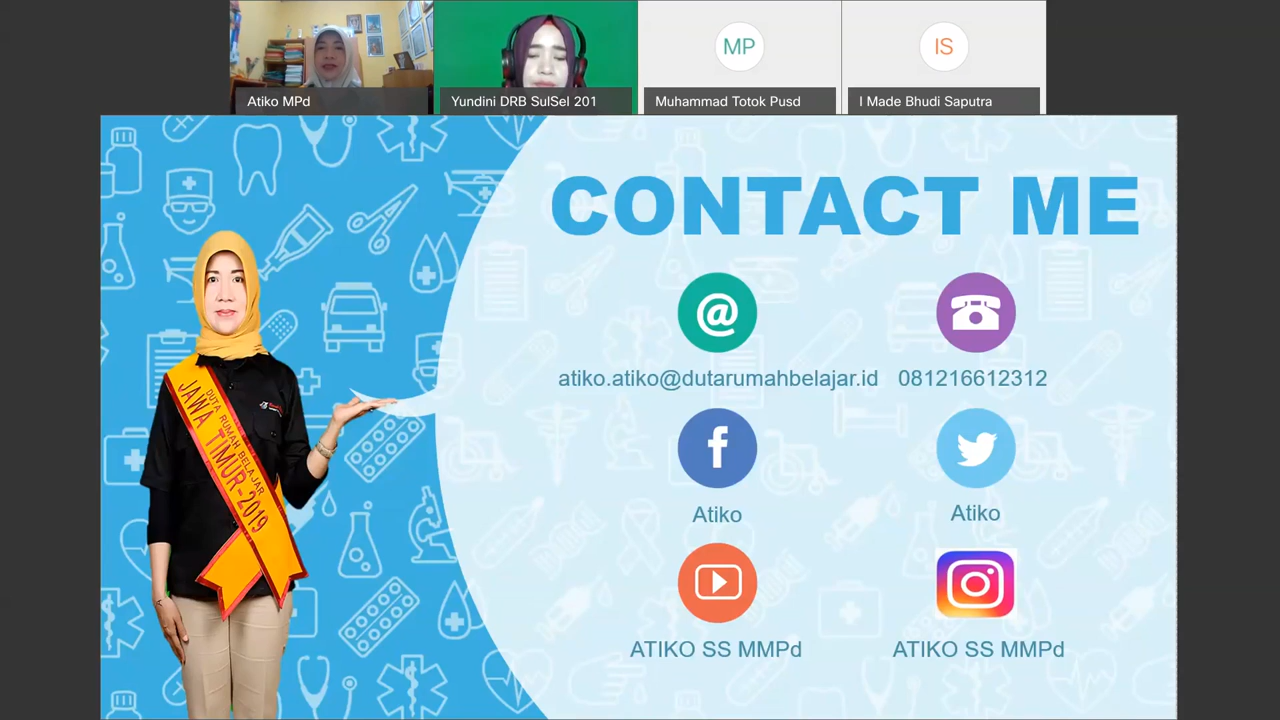 Atiko MPd
Yundini DRB SulSel 201
MP
Muhammad Totok Pusd
IS
I Made Bhudi Saputra
CONTACT ME
@
atiko.atiko@dutarumahbelajar.id
081216612312
f
Atiko
Atiko
ATIKO SS MMPd
ATIKO SS MMPd
DUTA RUMAH BELAJAR
JAWA TIMUR-2019